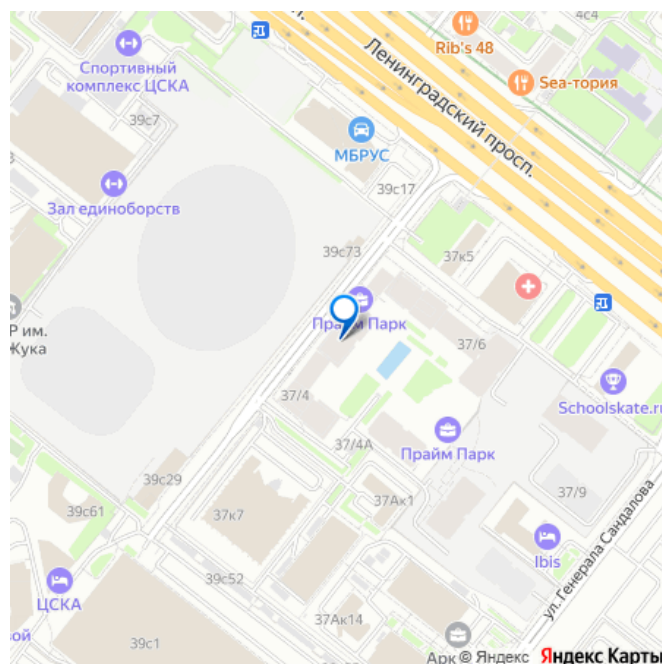 4с4
Rib's 48
Sea-тория
Ленинградский просп.
Спортивный
комплекс ЦСКА
39с7
МБРУС
39с17
Зал единоборств
39с73
37к5
Р им.
Жука
Прайм Парк
37/6
37/4
Schoolskate.ru
37/4А
Прайм Парк
39с29
37Ак1
37/9
39с61
37к7
Ibis
ул. Генерала Сандалова
39с52
ЦСКА
37Ак14
вой
39с1
Арк
© Яндекс Яндекс Карты